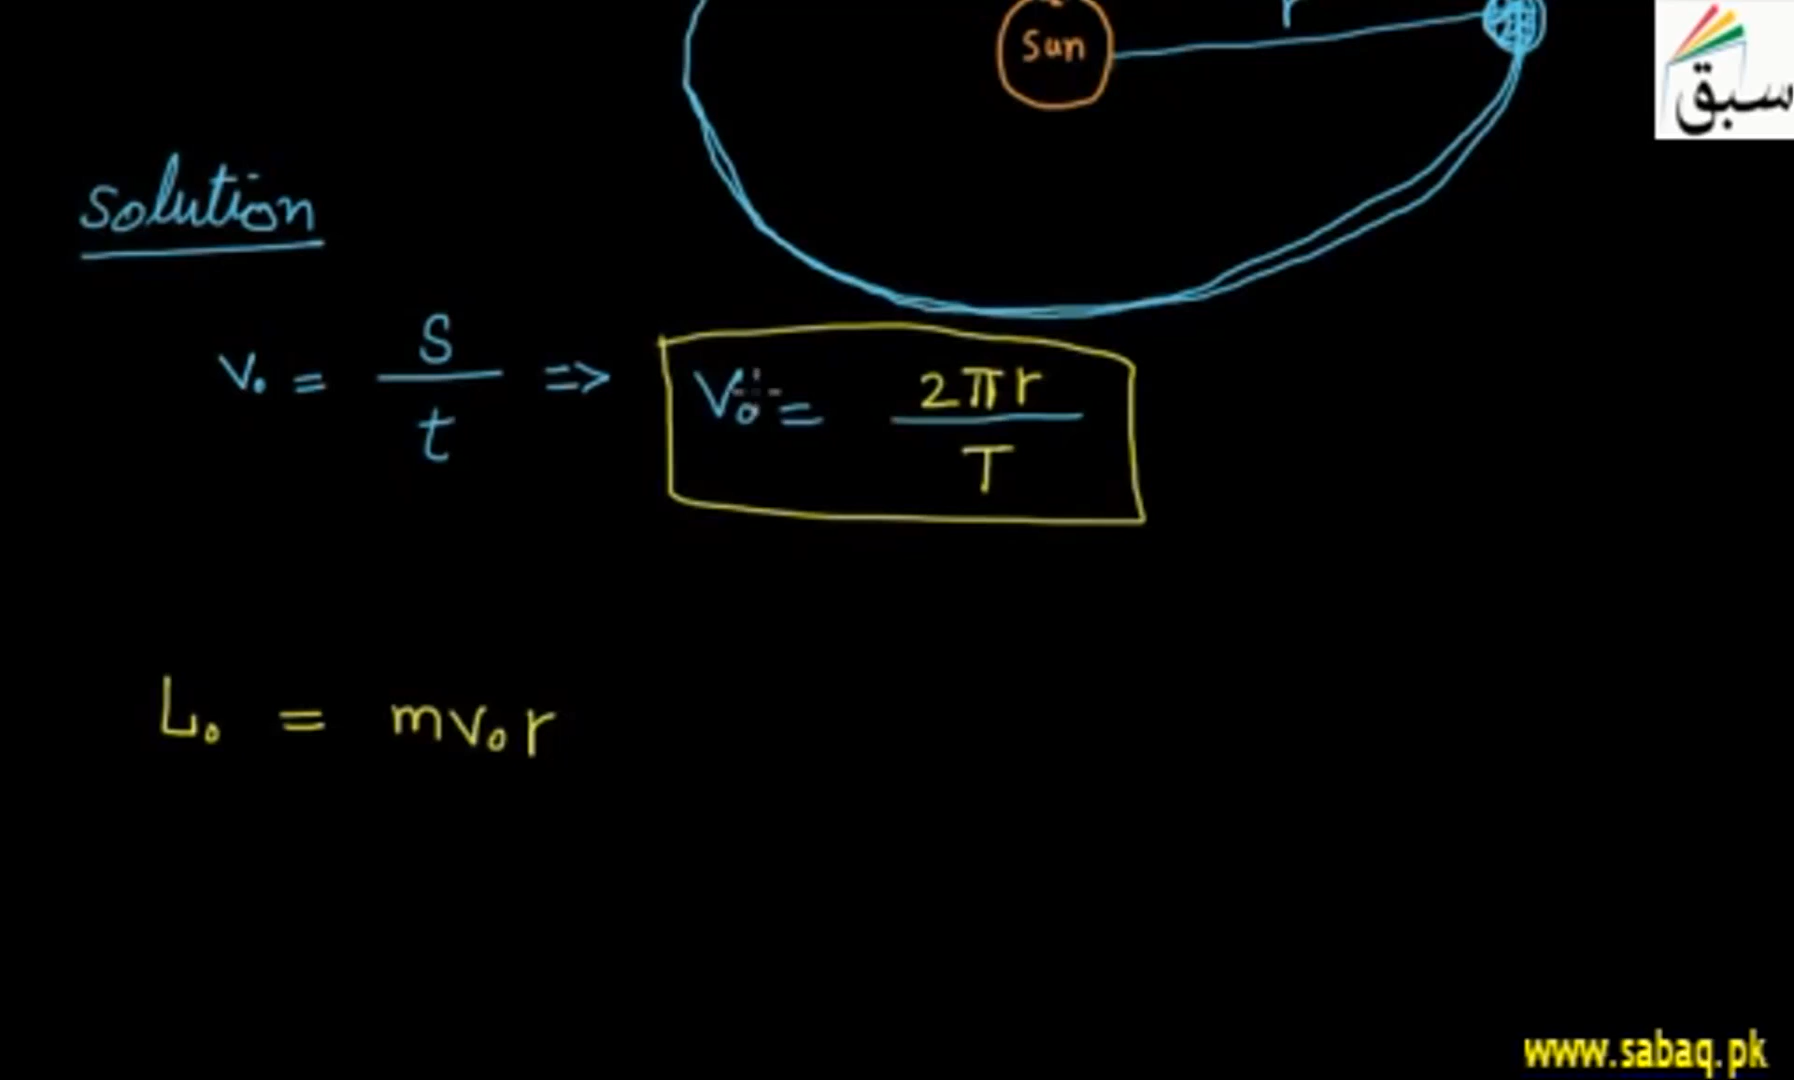 r
Sun
سبق
Solution
V₀ = S/t => V₀ = 2πr/T
L₀ = mv₀r
www.sabaq.pk